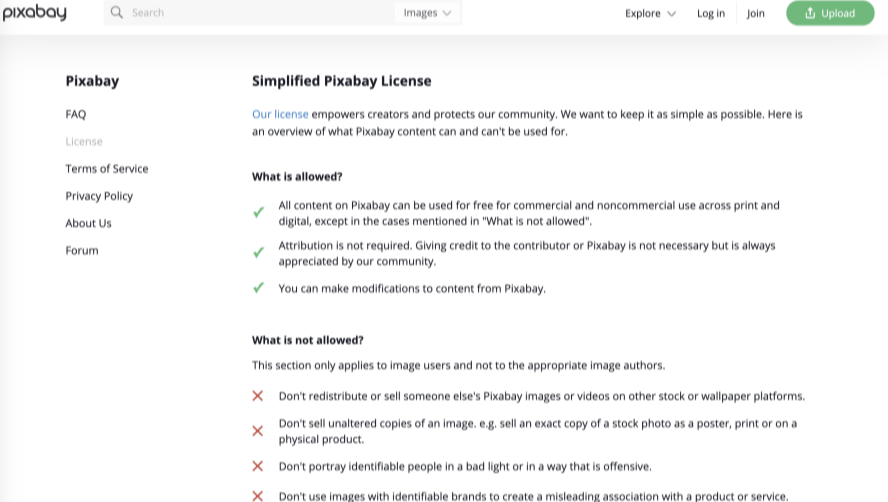 pixabay
Search
Images
Explore
Log in
Join
Upload
Pixabay
FAQ
License
Terms of Service
Privacy Policy
About Us
Forum
Simplified Pixabay License
Our license empowers creators and protects our community. We want to keep it as simple as possible. Here is
an overview of what Pixabay content can and can't be used for.
What is allowed?
All content on Pixabay can be used for free for commercial and noncommercial use across print and
digital, except in the cases mentioned in "What is not allowed".
Attribution is not required. Giving credit to the contributor or Pixabay is not necessary but is always
appreciated by our community.
You can make modifications to content from Pixabay.
What is not allowed?
This section only applies to image users and not to the appropriate image authors.
Don't redistribute or sell someone else's Pixabay images or videos on other stock or wallpaper platforms.
Don't sell unaltered copies of an image. e.g. sell an exact copy of a stock photo as a poster, print or on a
physical product.
Don't portray identifiable people in a bad light or in a way that is offensive.
Don't use images with identifiable brands to create a misleading association with a product or service.